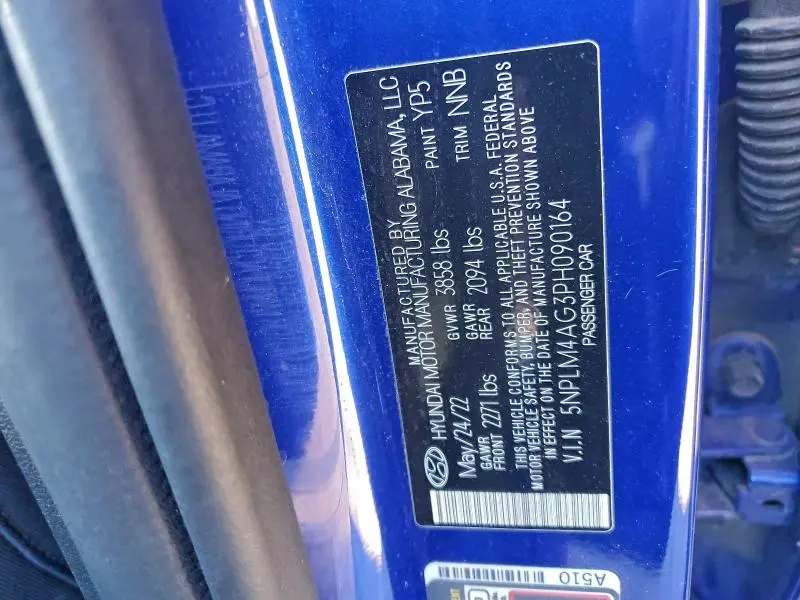 MANUFACTURED BY
HYUNDAI MOTOR MANUFACTURING ALABAMA, LLC
May/24/22 GVWR 3858 lbs PAINT YP5
GAWR FRONT 2271 lbs GAWR REAR 2094 lbs TRIM NNB
THIS VEHICLE CONFORMS TO ALL APPLICABLE U.S.A. FEDERAL
MOTOR VEHICLE SAFETY, BUMPER, AND THEFT PREVENTION STANDARDS
IN EFFECT ON THE DATE OF MANUFACTURE SHOWN ABOVE
V.I.N 5NPLM4AG3PH090164
PASSENGER CAR
A510